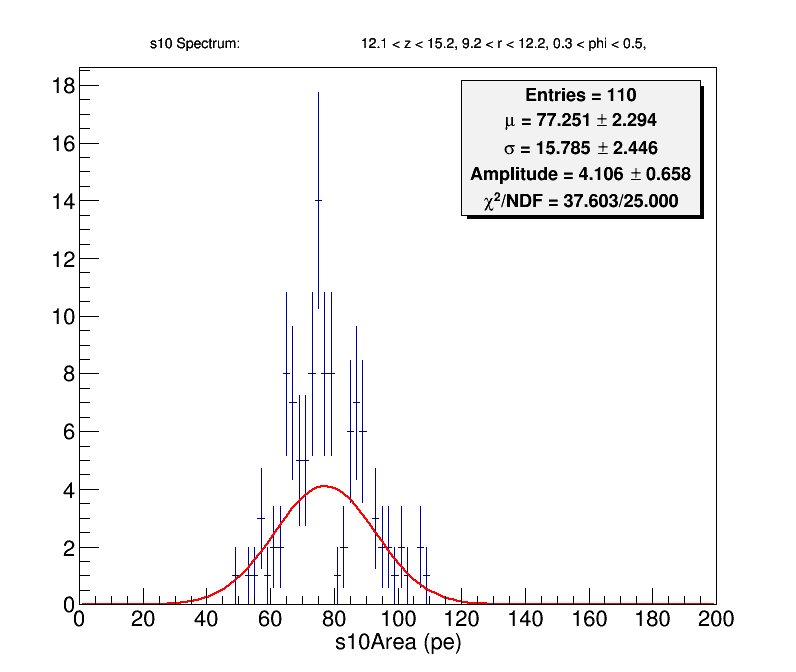 s10 Spectrum: 12.1 < z < 15.2, 9.2 < r < 12.2, 0.3 < phi < 0.5,
Entries = 110
μ = 77.251 ± 2.294
σ = 15.785 ± 2.446
Amplitude = 4.106 ± 0.658
χ²/NDF = 37.603/25.000
18
16
14
12
10
8
6
4
2
0
0 20 40 60 80 100 120 140 160 180 200
s10Area (pe)